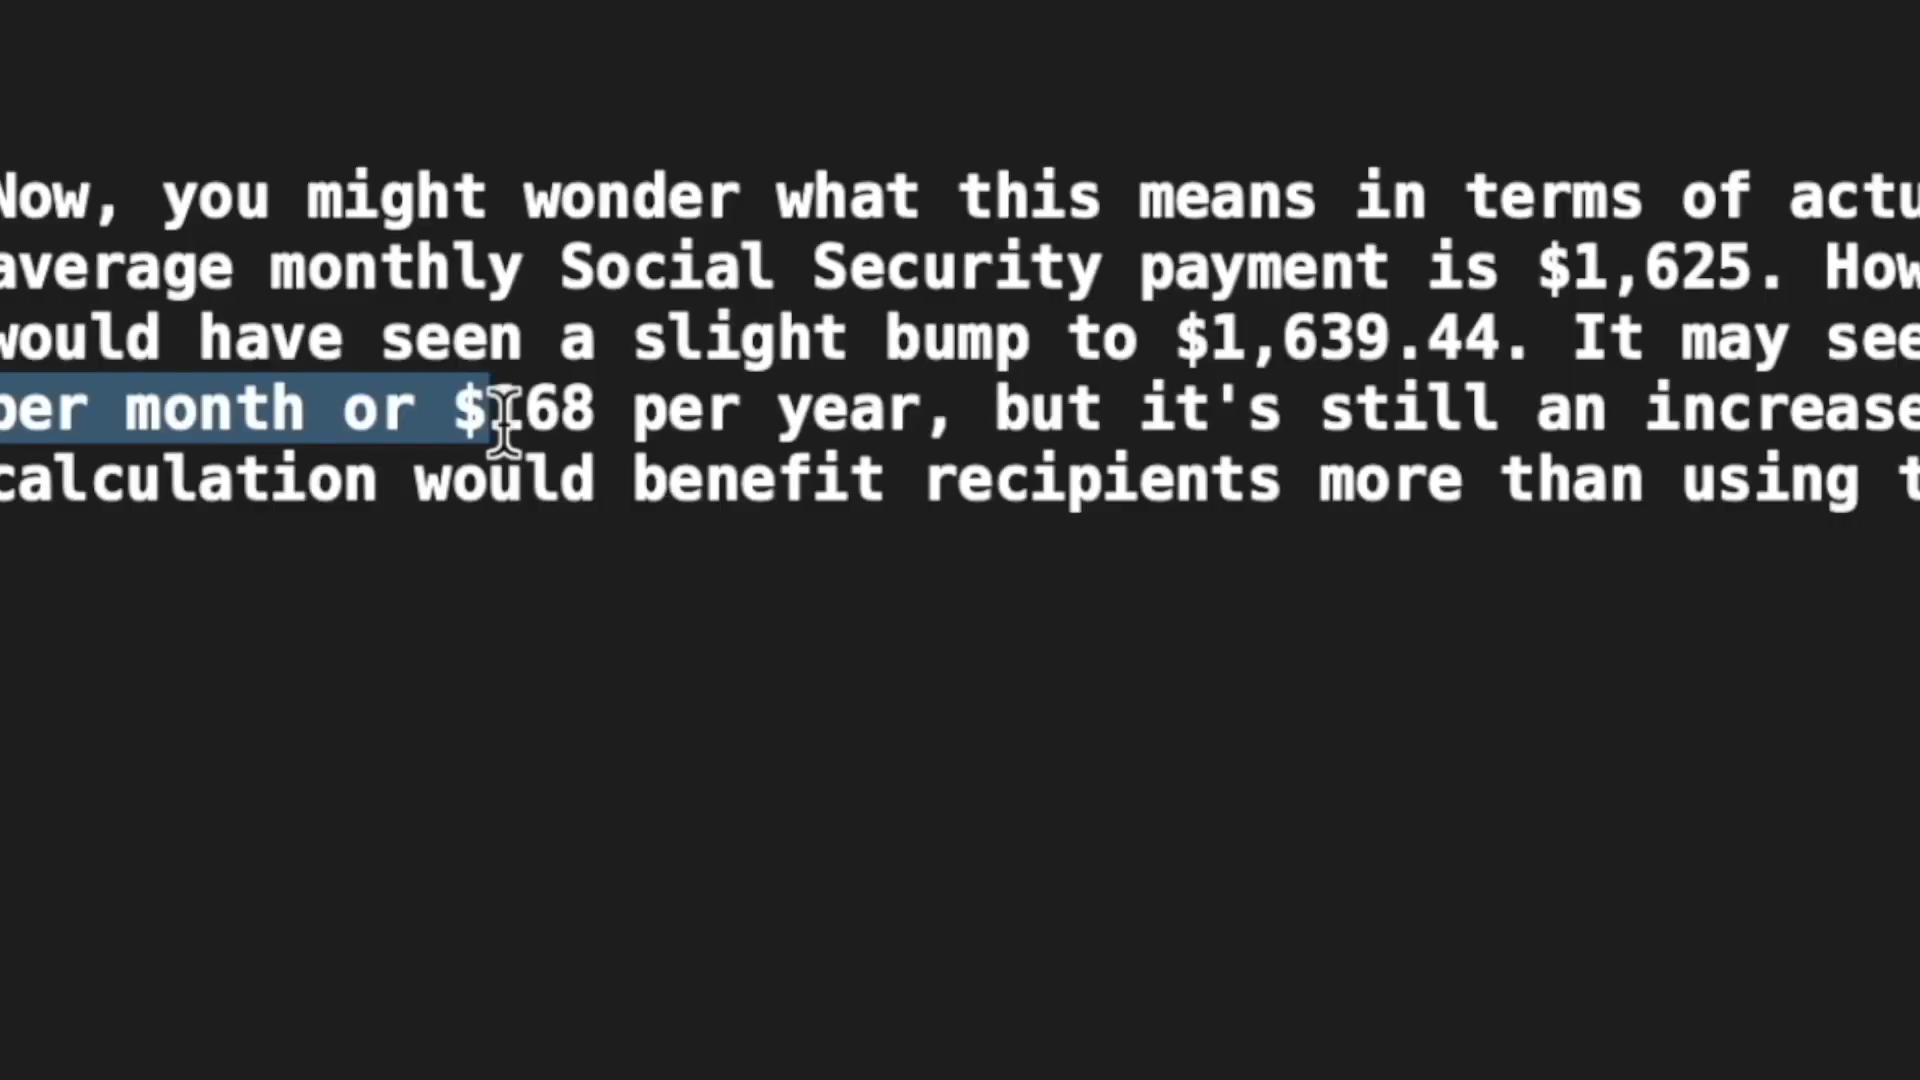 Now, you might wonder what this means in terms of actu
average monthly Social Security payment is $1,625. How
would have seen a slight bump to $1,639.44. It may see
per month or $168 per year, but it's still an increase
calculation would benefit recipients more than using t